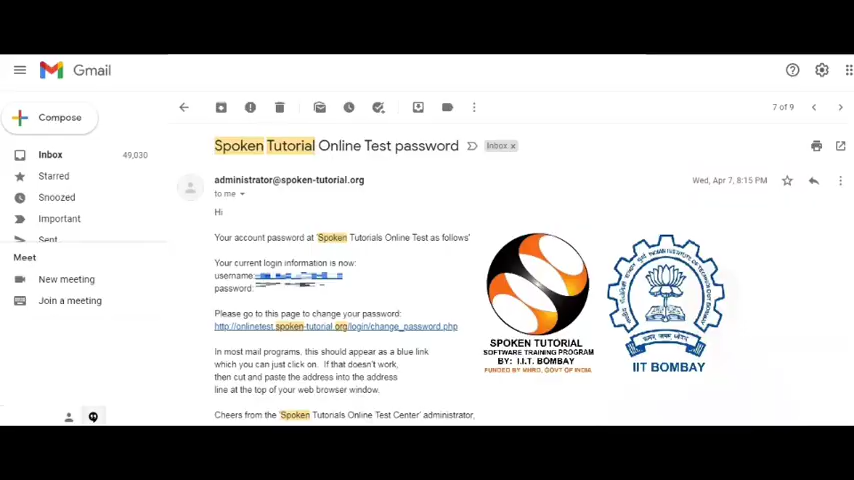 Gmail
7 of 9
Compose
Spoken Tutorial Online Test password
Inbox x
Inbox 49,030
administrator@spoken-tutorial.org
Wed, Apr 7, 8:15 PM
Starred
to me
Snoozed
Hi
Important
Your account password at 'Spoken Tutorials Online Test as follows'
Sent
Meet
Your current login information is now:
New meeting
username:
password:
Join a meeting
Please go to this page to change your password:
http://onlinetest.spoken-tutorial.org/login/change_password.php
In most mail programs, this should appear as a blue link
which you can just click on. If that doesn't work,
then cut and paste the address into the address
line at the top of your web browser window.
Cheers from the 'Spoken Tutorials Online Test Center' administrator,
SPOKEN TUTORIAL
SOFTWARE TRAINING PROGRAM
BY: I.I.T. BOMBAY
FUNDED BY MHRD, GOVT OF INDIA
IIT BOMBAY